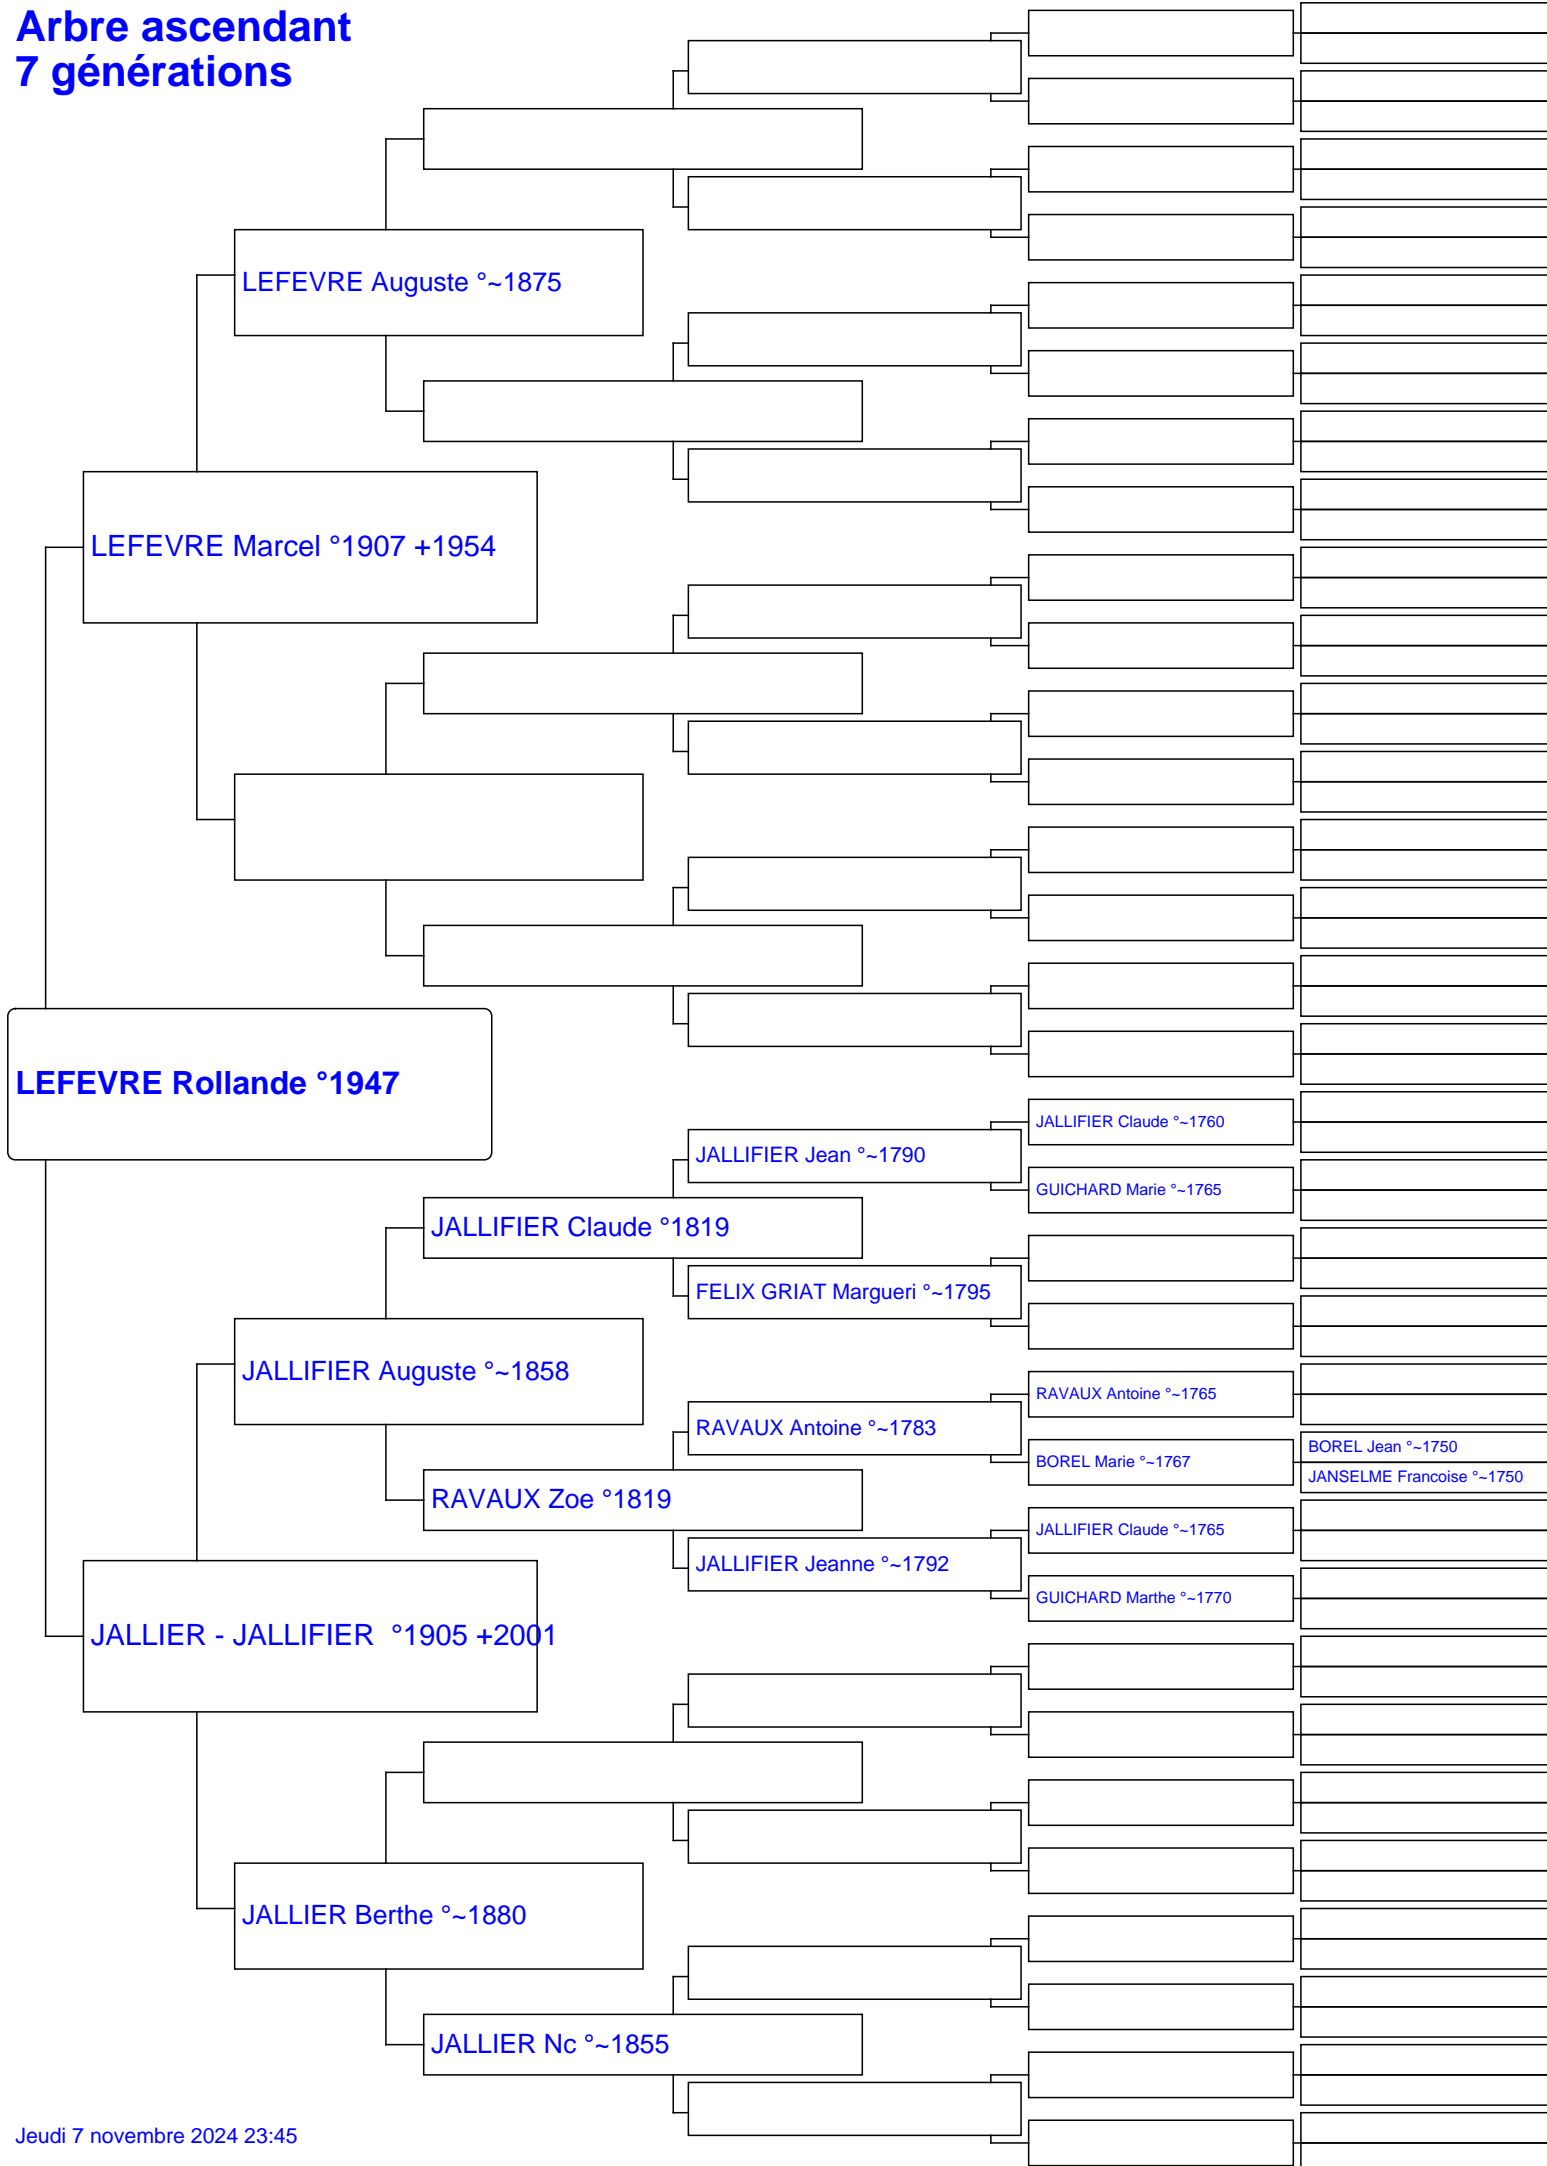 Arbre ascendant
7 générations
LEFEVRE Auguste °~1875
LEFEVRE Marcel °1907 +1954
LEFEVRE Rollande °1947
JALLIFIER Claude °~1760
JALLIFIER Jean °~1790
GUICHARD Marie °~1765
JALLIFIER Claude °1819
FELIX GRIAT Margueri °~1795
JALLIFIER Auguste °~1858
RAVAUX Antoine °~1765
RAVAUX Antoine °~1783
BOREL Jean °~1750
BOREL Marie °~1767
JANSELME Francoise °~1750
RAVAUX Zoe °1819
JALLIFIER Claude °~1765
JALLIFIER Jeanne °~1792
GUICHARD Marthe °~1770
JALLIER - JALLIFIER °1905 +2001
JALLIER Berthe °~1880
JALLIER Nc °~1855
Jeudi 7 novembre 2024 23:45